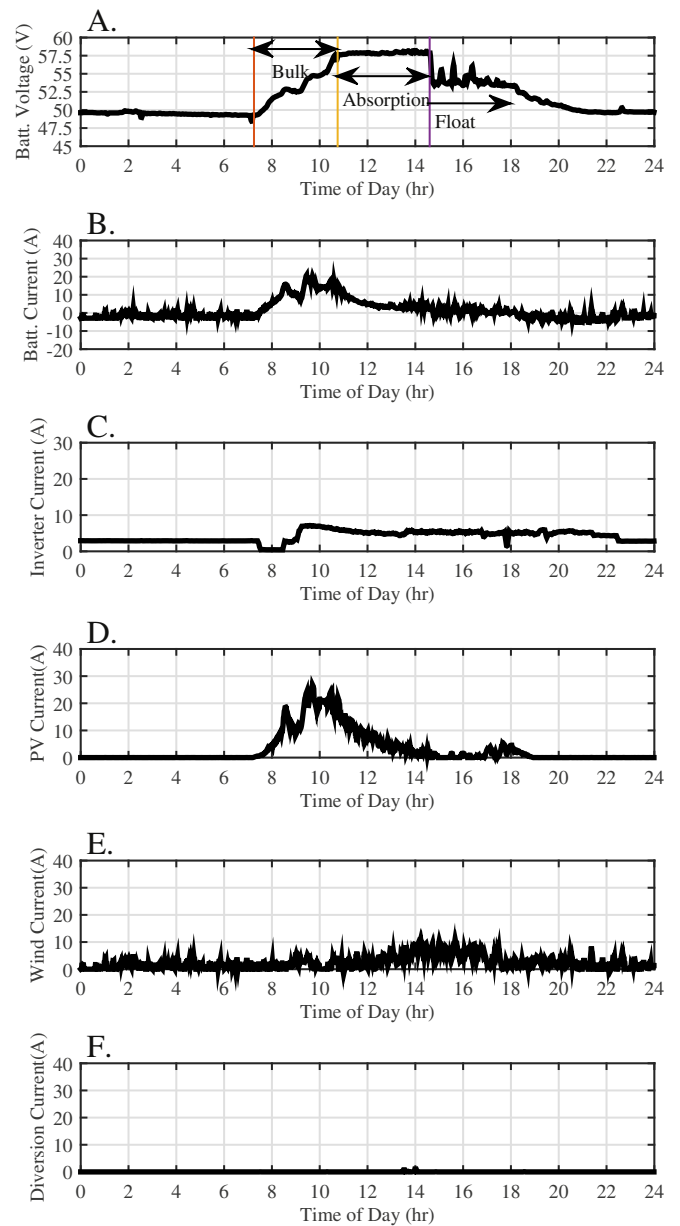 A.
Batt. Voltage (V)
60
57.5
55
52.5
50
47.5
45
Bulk
Absorption
Float
0 2 4 6 8 10 12 14 16 18 20 22 24
Time of Day (hr)
B.
Batt. Current (A)
40
30
20
10
0
-10
-20
0 2 4 6 8 10 12 14 16 18 20 22 24
Time of Day (hr)
C.
Inverter Current (A)
30
20
10
0
0 2 4 6 8 10 12 14 16 18 20 22 24
Time of Day (hr)
D.
PV Current(A)
40
30
20
10
0
0 2 4 6 8 10 12 14 16 18 20 22 24
Time of Day (hr)
E.
Wind Current(A)
40
30
20
10
0
0 2 4 6 8 10 12 14 16 18 20 22 24
Time of Day (hr)
F.
Diversion Current(A)
40
30
20
10
0
0 2 4 6 8 10 12 14 16 18 20 22 24
Time of Day (hr)